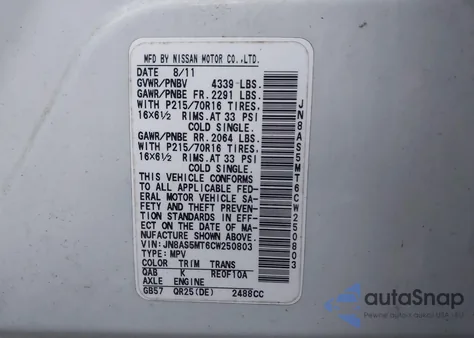 MFD BY NISSAN MOTOR CO.,LTD.
DATE 8/11
GVWR/PNBV 4339 LBS.
GAWR/PNBE FR. 2291 LBS.
WITH P215/70R16 TIRES.
16X6½ RIMS AT 33 PSI
COLD SINGLE.
GAWR/PNBE RR. 2064 LBS.
WITH P215/70R16 TIRES.
16X6½ RIMS AT 33 PSI
COLD SINGLE.
THIS VEHICLE CONFORMS
TO ALL APPLICABLE FED-
ERAL MOTOR VEHICLE SA-
FETY AND THEFT PREVEN-
TION STANDARDS IN EFF-
ECT ON THE DATE OF MA-
NUFACTURE SHOWN ABOVE.
VIN: JN8AS5MT6CW250803
TYPE: MPV
COLOR TRIM TRANS
QAB K RE0F10A
AXLE ENGINE
GB57 QR25(DE) 2488CC
JN8AS5MT6CW250803
autoSnap